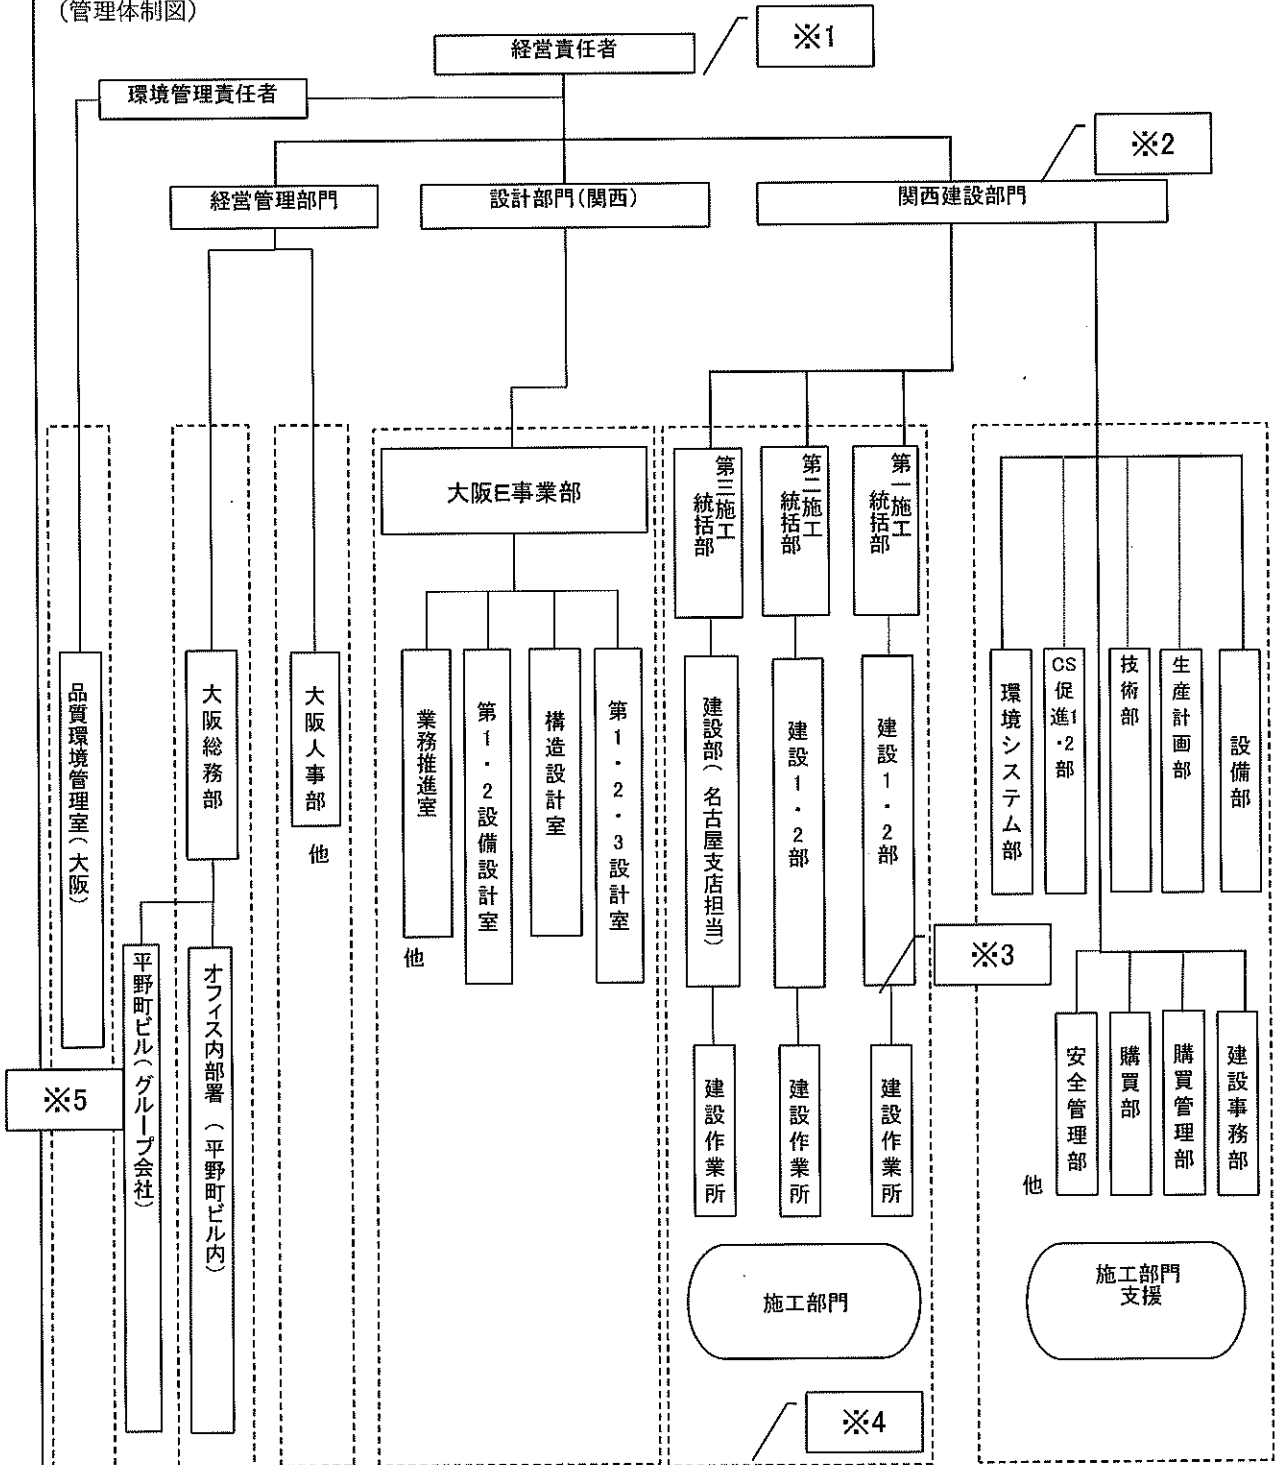 (管理体制図)
経営責任者
※1
環境管理責任者
※2
経営管理部門
設計部門(関西)
関西建設部門
大阪E事業部
第三施工
統括部
第二施工
統括部
第一施工
統括部
品質環境管理室(大阪)
大阪総務部
大阪人事部
他
業務推進室
他
第1・2設備設計室
構造設計室
第1・2・3設計室
建設部(名古屋支店担当)
建設1・2部
建設1・2部
環境システム部
CS促進1・2部
技術部
生産計画部
設備部
※3
※5
平野町ビル(グループ会社)
オフィス内部署(平野町ビル内)
建設作業所
建設作業所
建設作業所
他
安全管理部
購買部
購買管理部
建設事務部
施工部門
施工部門
支援
※4